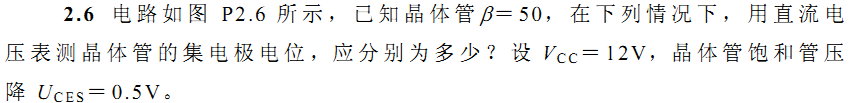 2.6 电路如图 P2.6 所示，已知晶体管β=50，在下列情况下，用直流电
压表测晶体管的集电极电位，应分别为多少？设 VCC=12V，晶体管饱和管压
降 UCES=0.5V。